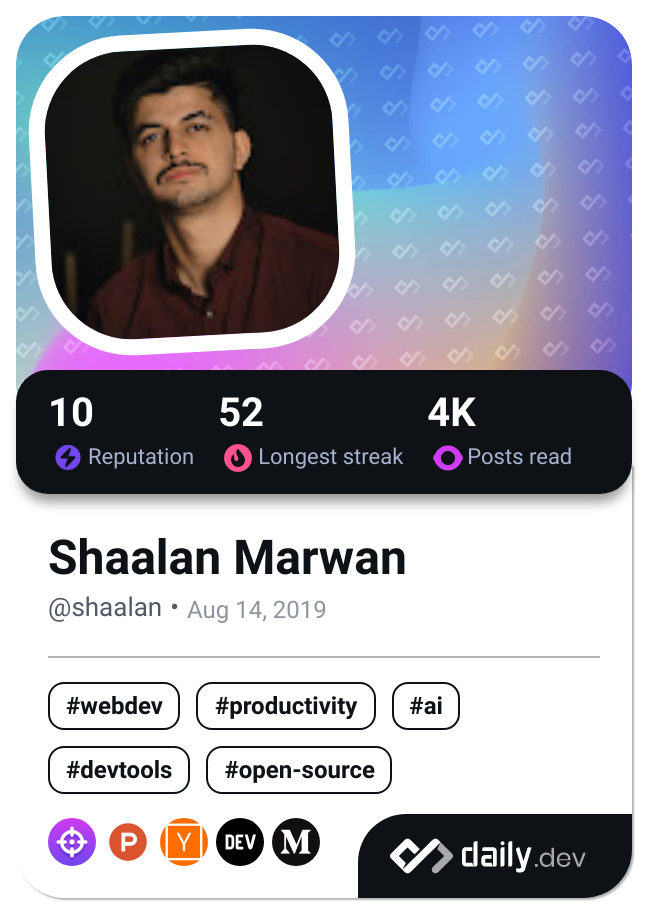 10 52 4K
Reputation Longest streak Posts read
Shaalan Marwan
@shaalan • Aug 14, 2019
#webdev #productivity #ai
#devtools #open-source
P Y DEV M
daily.dev